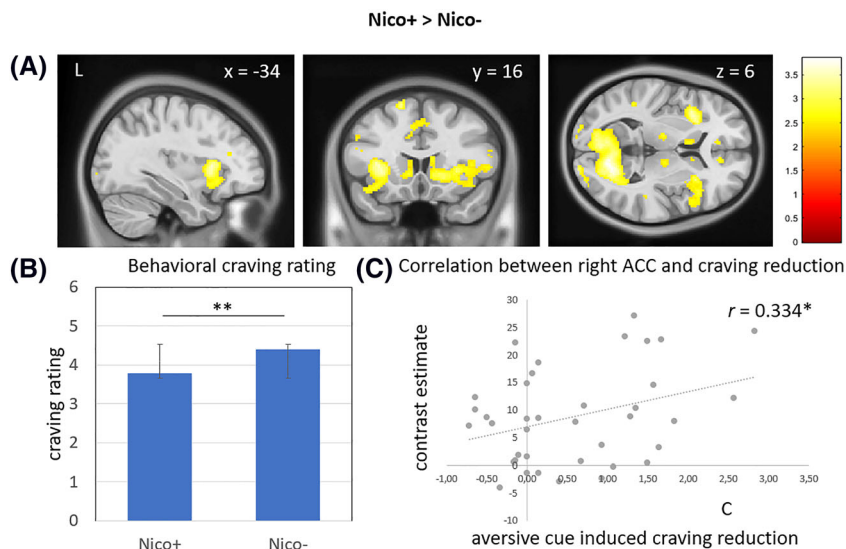 Nico+ > Nico-
(A)
L
x = -34
y = 16
z = 6
3.5
3
2.5
2
1.5
1
0.5
0
(B)
Behavioral craving rating
6
5
4
3
2
1
0
craving rating
**
Nico+
Nico-
(C)
Correlation between right ACC and craving reduction
r = 0.334*
30
25
20
15
10
5
0
-5
-10
contrast estimate
-1,00
-0,50
0,00
0,50
1,00
1,50
2,00
2,50
3,00
3,50
C
aversive cue induced craving reduction